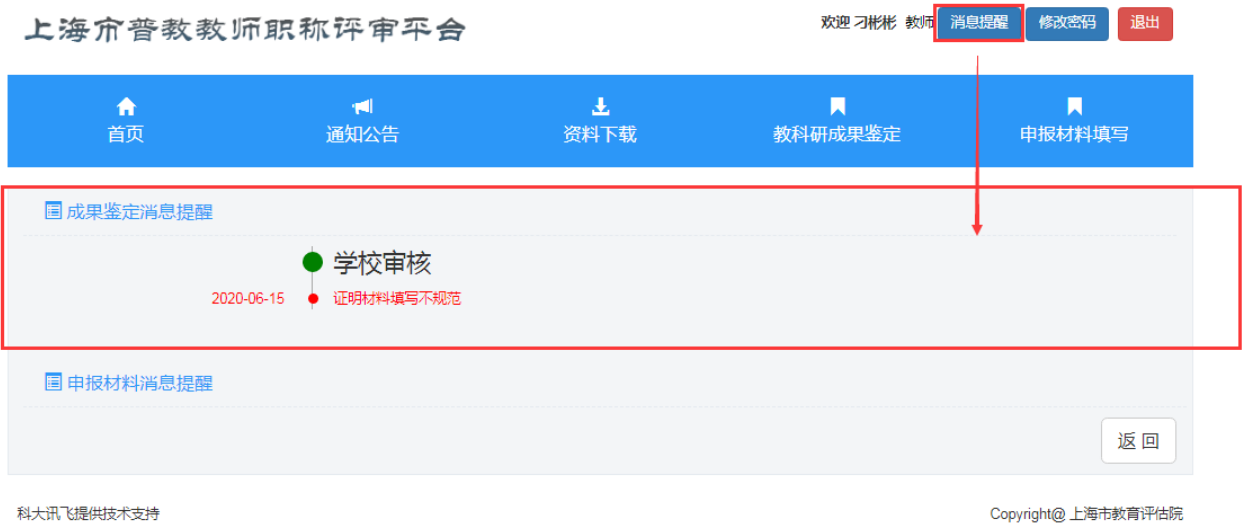 上海市普教教师职称评审平台
欢迎 刁彬彬 教师 消息提醒 修改密码 退出
首页 通知公告 资料下载 教科研成果鉴定 申报材料填写
成果鉴定消息提醒
学校审核
2020-06-15 证明材料填写不规范
申报材料消息提醒
返 回
科大讯飞提供技术支持 Copyright@ 上海市教育评估院